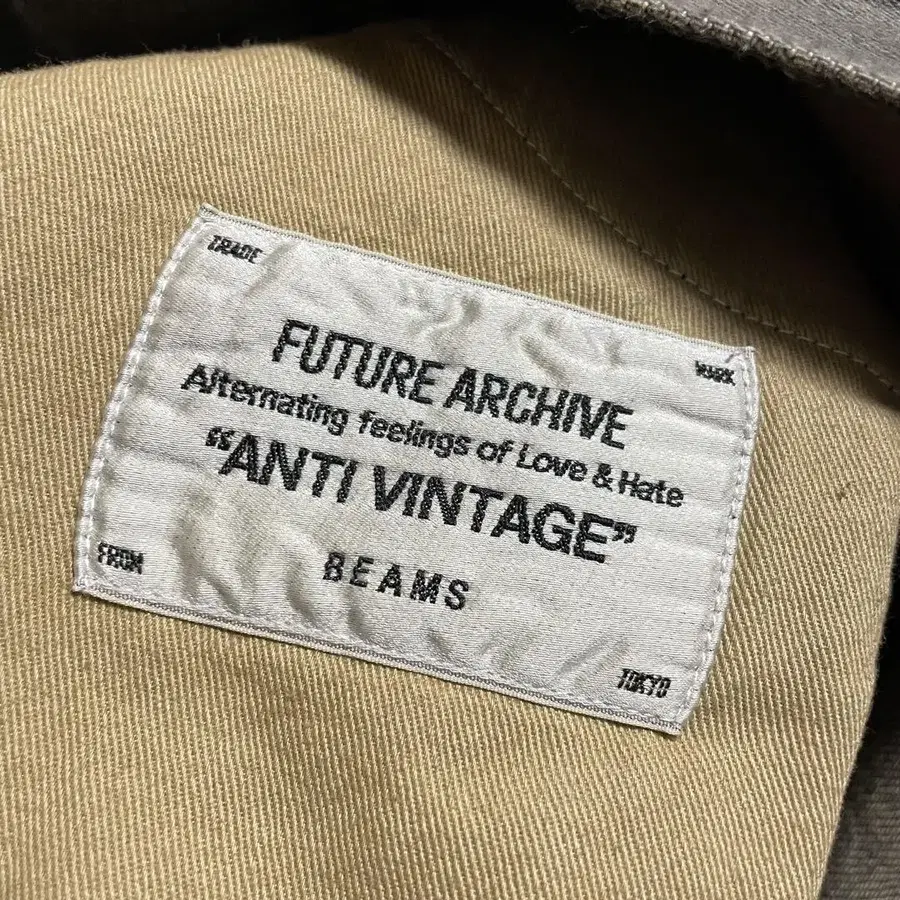 TRADE
MARK
FUTURE ARCHIVE
Alternating feelings of Love & Hate
"ANTI VINTAGE"
BEAMS
FROM
TOKYO